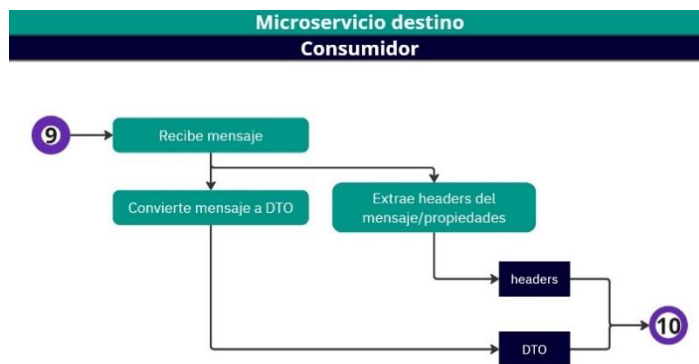 Microservicio destino
Consumidor
9
Recibe mensaje
Convierte mensaje a DTO
Extrae headers del
mensaje/propiedades
headers
10
DTO